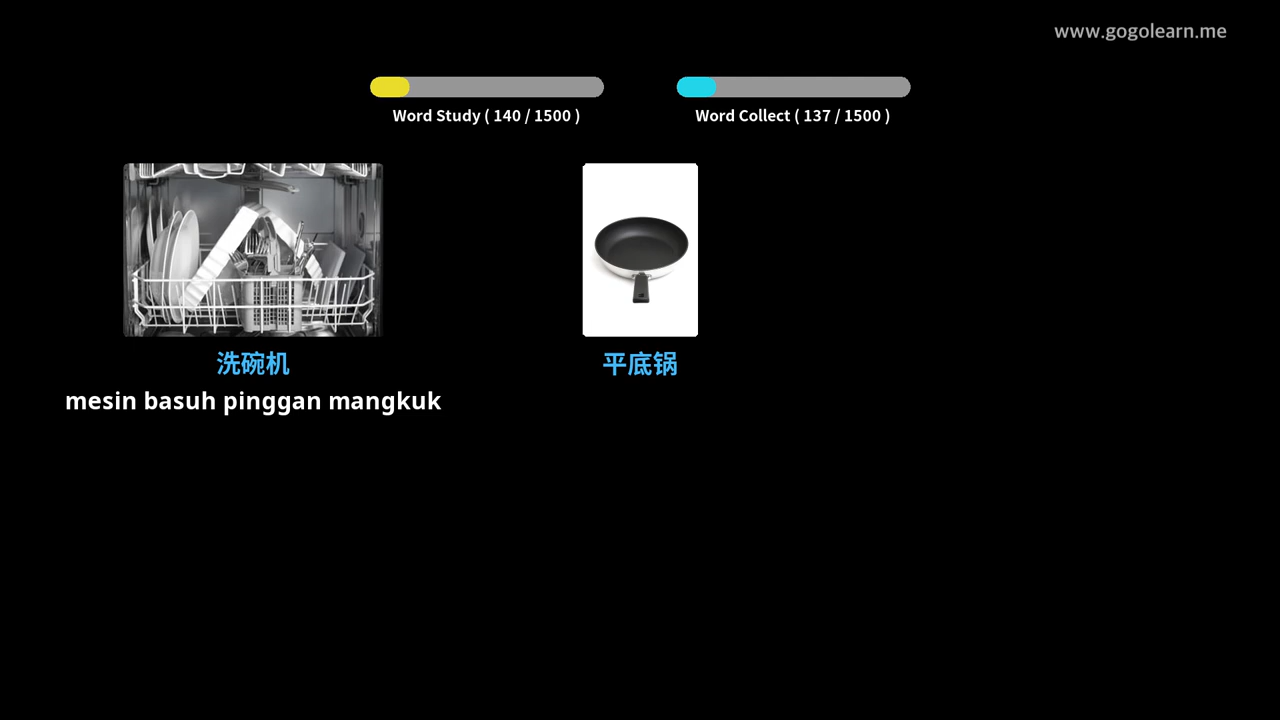 www.gogolearn.me
Word Study ( 140 / 1500 )
Word Collect ( 137 / 1500 )
洗碗机
平底锅
mesin basuh pinggan mangkuk